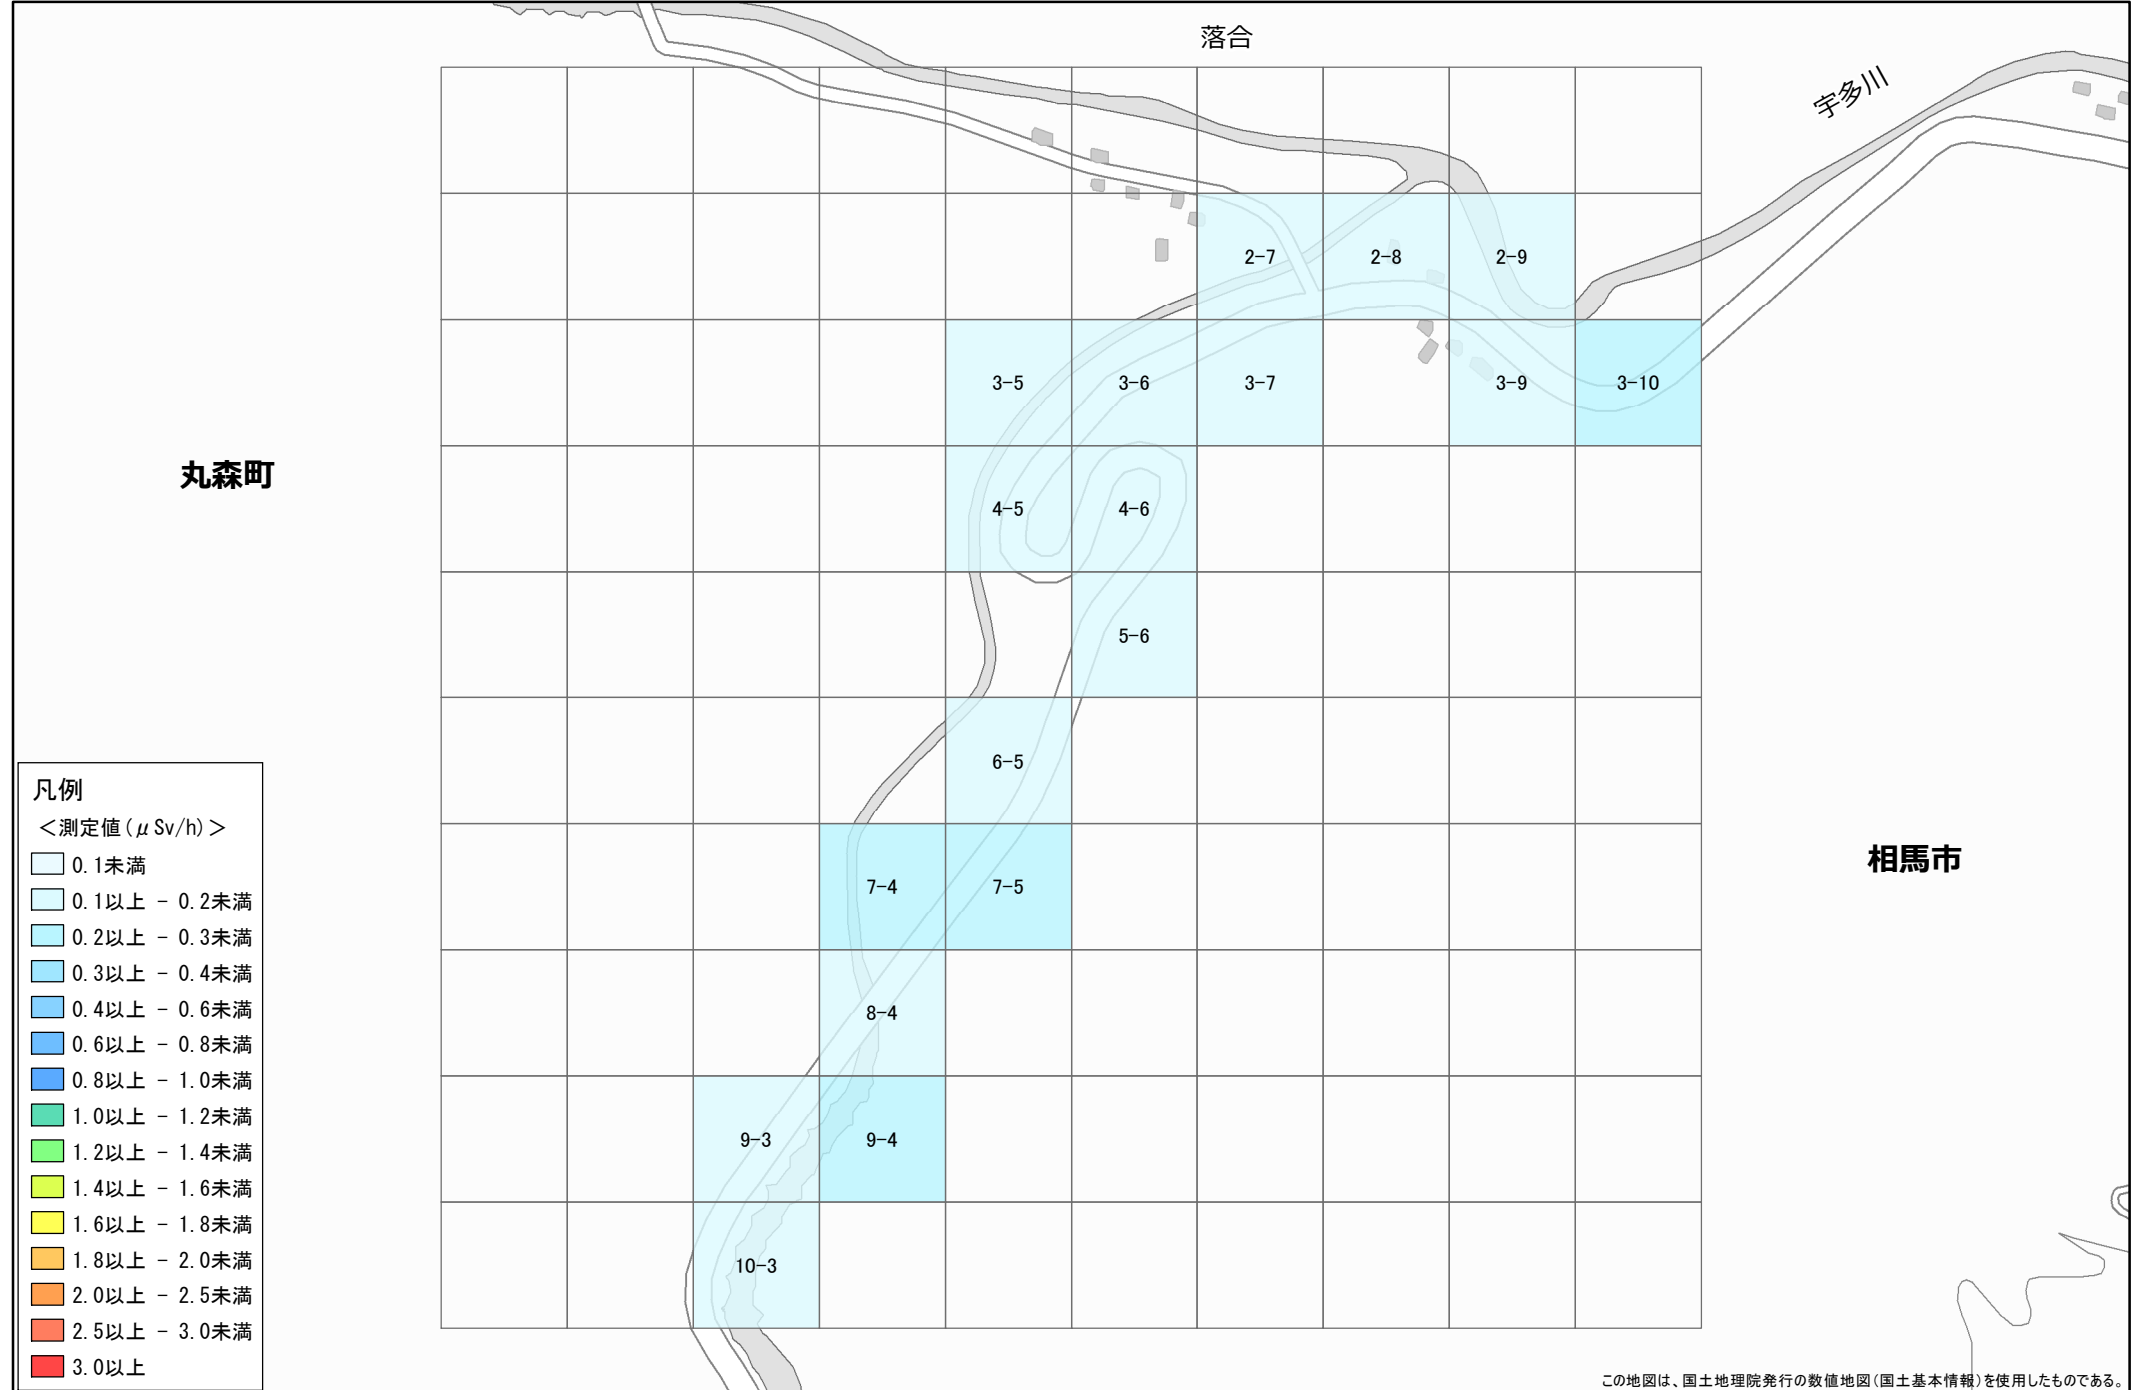 落合
宇多川
2-7
2-8
2-9
3-5
3-6
3-7
3-9
3-10
丸森町
4-5
4-6
5-6
6-5
7-4
7-5
相馬市
8-4
9-3
9-4
10-3
凡例
＜測定値(μSv/h)＞
0.1未満
0.1以上 - 0.2未満
0.2以上 - 0.3未満
0.3以上 - 0.4未満
0.4以上 - 0.6未満
0.6以上 - 0.8未満
0.8以上 - 1.0未満
1.0以上 - 1.2未満
1.2以上 - 1.4未満
1.4以上 - 1.6未満
1.6以上 - 1.8未満
1.8以上 - 2.0未満
2.0以上 - 2.5未満
2.5以上 - 3.0未満
3.0以上
この地図は、国土地理院発行の数値地図(国土基本情報)を使用したものである。